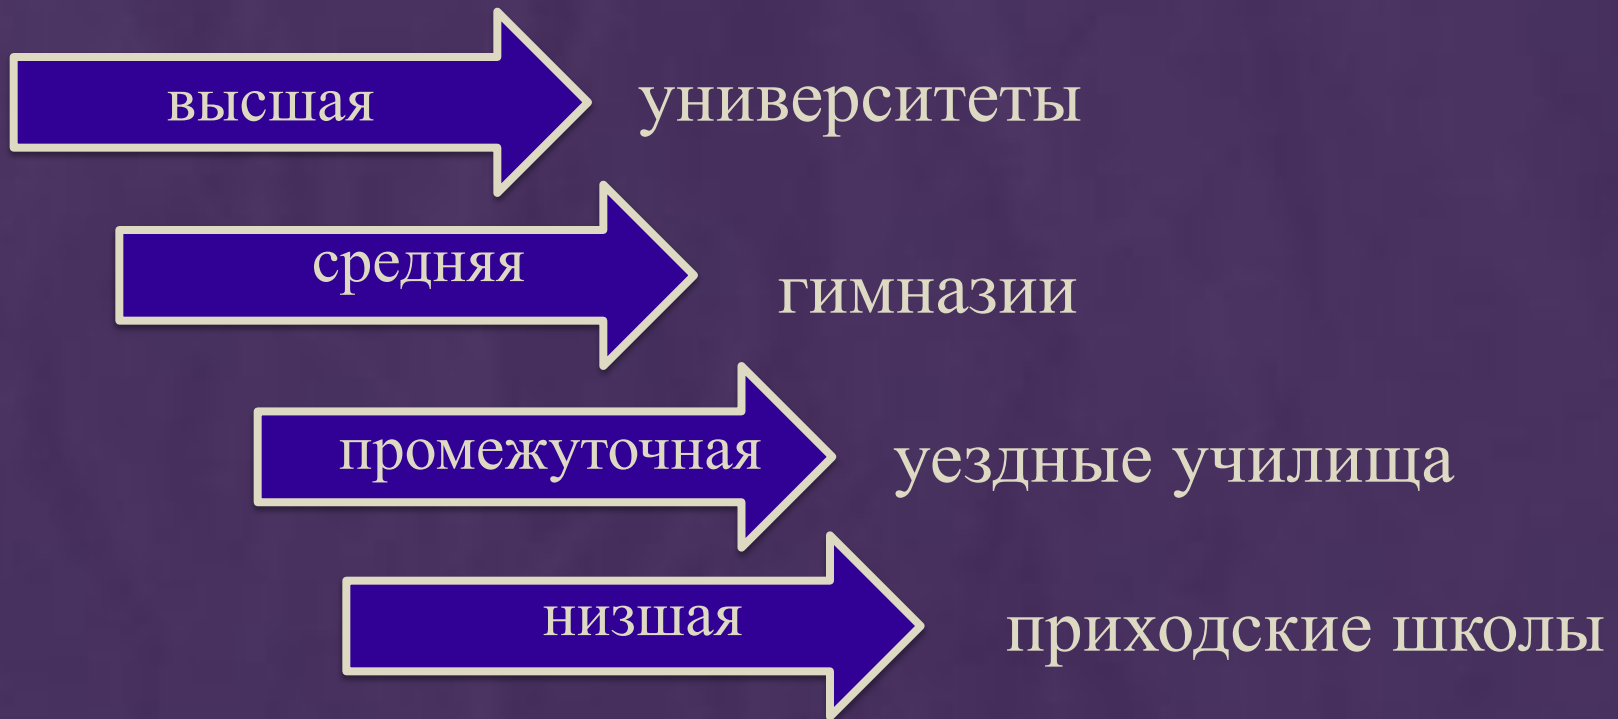 высшая университеты
средняя гимназии
промежуточная уездные училища
низшая приходские школы